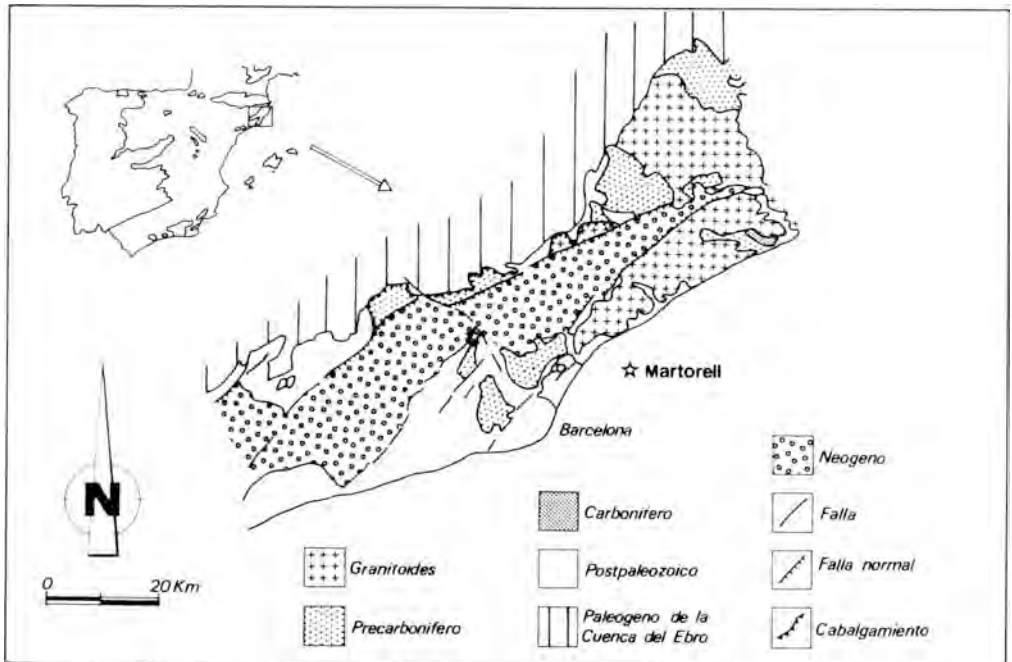 Martorell
Barcelona
N
0 20 Km
Granitoides
Precarbonifero
Carbonifero
Postpaleozoico
Paleogeno de la
Cuenca del Ebro
Neogeno
Falla
Falla normal
Cabalgamiento